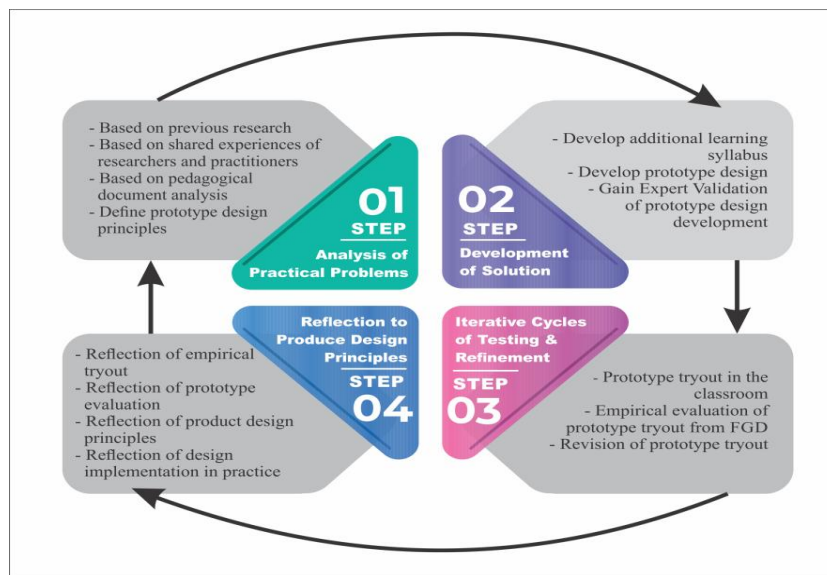 - Based on previous research
- Based on shared experiences of
researchers and practitioners
- Based on pedagogical
document analysis
- Define prototype design
principles
01
STEP
Analysis of
Practical Problems
02
STEP
Development
of Solution
- Develop additional learning
syllabus
- Develop prototype design
- Gain Expert Validation
of prototype design
development
Iterative Cycles
of Testing &
Refinement
STEP
03
- Prototype tryout in the
classroom
- Empirical evaluation of
prototype tryout from FGD
- Revision of prototype tryout
Reflection to
Produce Design
Principles
STEP
04
- Reflection of empirical
tryout
- Reflection of prototype
evaluation
- Reflection of product design
principles
- Reflection of design
implementation in practice